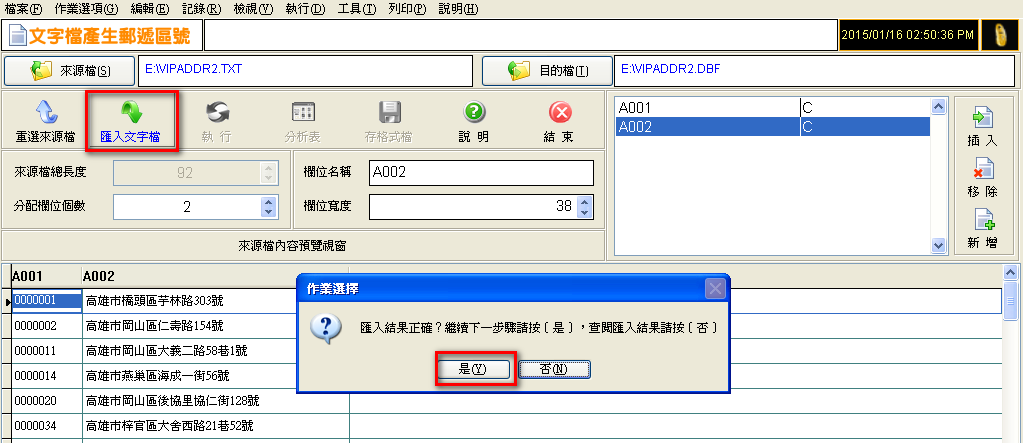 檔案(F) 作業選項(G) 編輯(E) 記錄(R) 檢視(V) 執行(D) 工具(T) 列印(P) 說明(H)
文字檔產生郵遞區號
2015/01/16 02:50:36 PM
來源檔(S) E:\VIPADDR2.TXT 目的檔(I) E:\VIPADDR2.DBF
重選來源檔 匯入文字檔 執 行 分析表 存格式檔 說 明 結 束
A001 C
A002 C
插 入
移 除
新 增
來源檔總長度 92 欄位名稱 A002
分配欄位個數 2 欄位寬度 38
來源檔內容預覽視窗
A001 A002
0000001 高雄市橋頭區芋林路303號
0000002 高雄市岡山區仁壽路154號
0000011 高雄市岡山區大義二路58巷1號
0000014 高雄市燕巢區海成一街56號
0000020 高雄市岡山區後協里協仁街128號
0000034 高雄市梓官區大舍西路21巷52號
作業選擇
匯入結果正確？繼續下一步驟請按〔是〕，查閱匯入結果請按〔否〕
是(Y) 否(N)